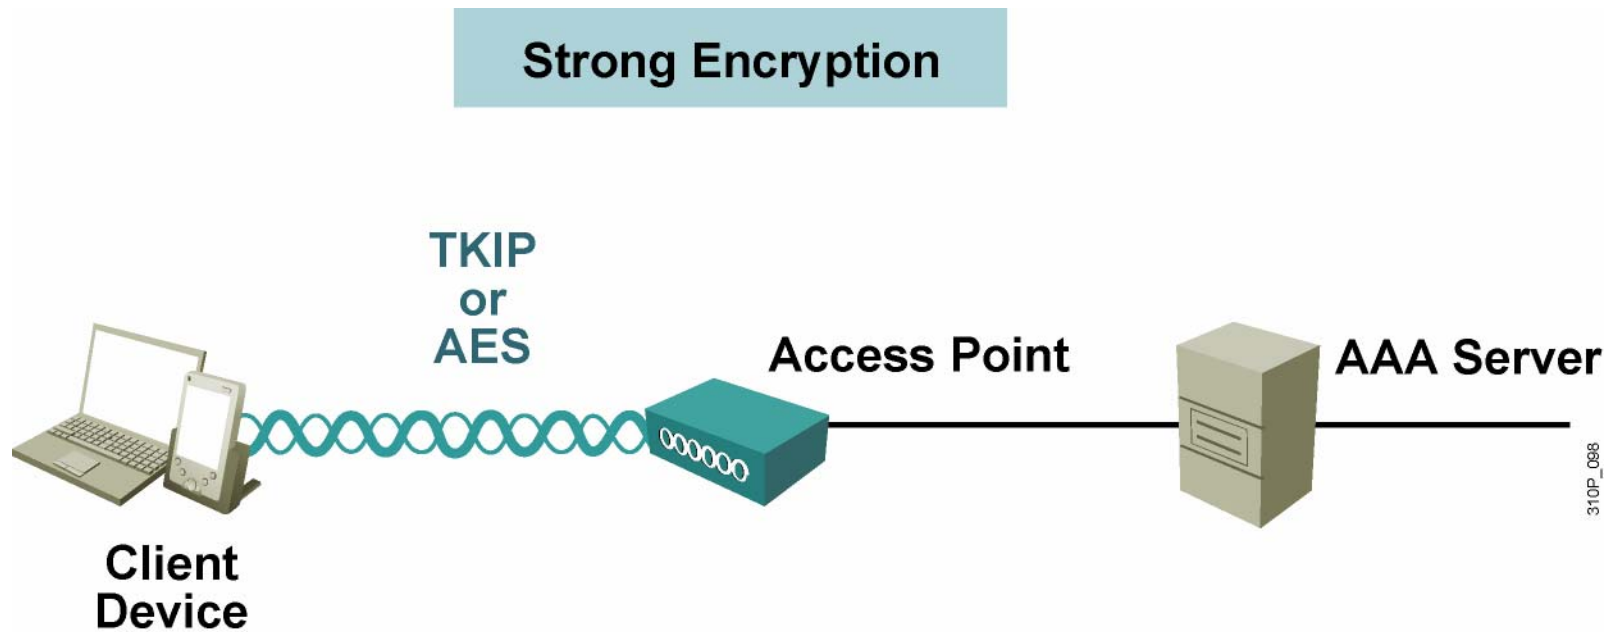 Strong Encryption
TKIP
or
AES
Access Point
AAA Server
Client
Device
310P_098